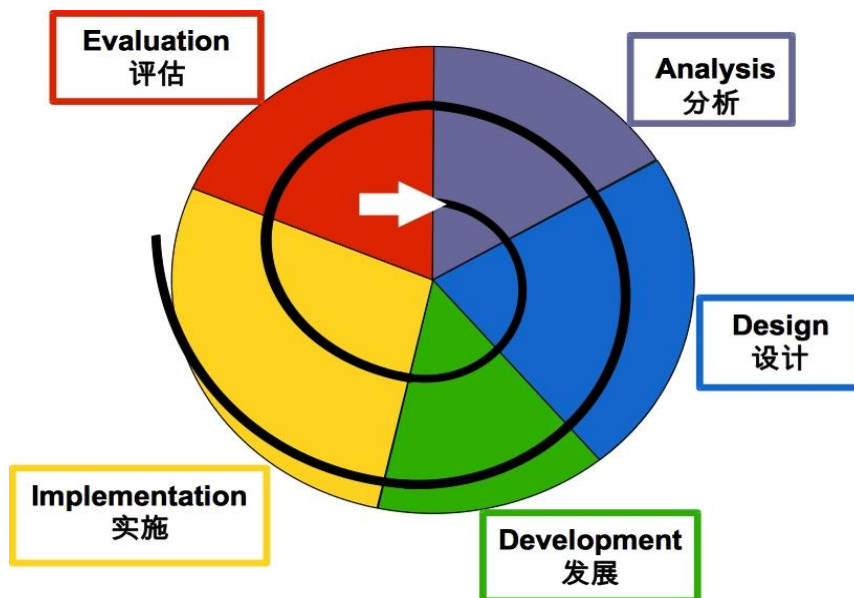 Evaluation
评估
Analysis
分析
Design
设计
Implementation
实施
Development
发展